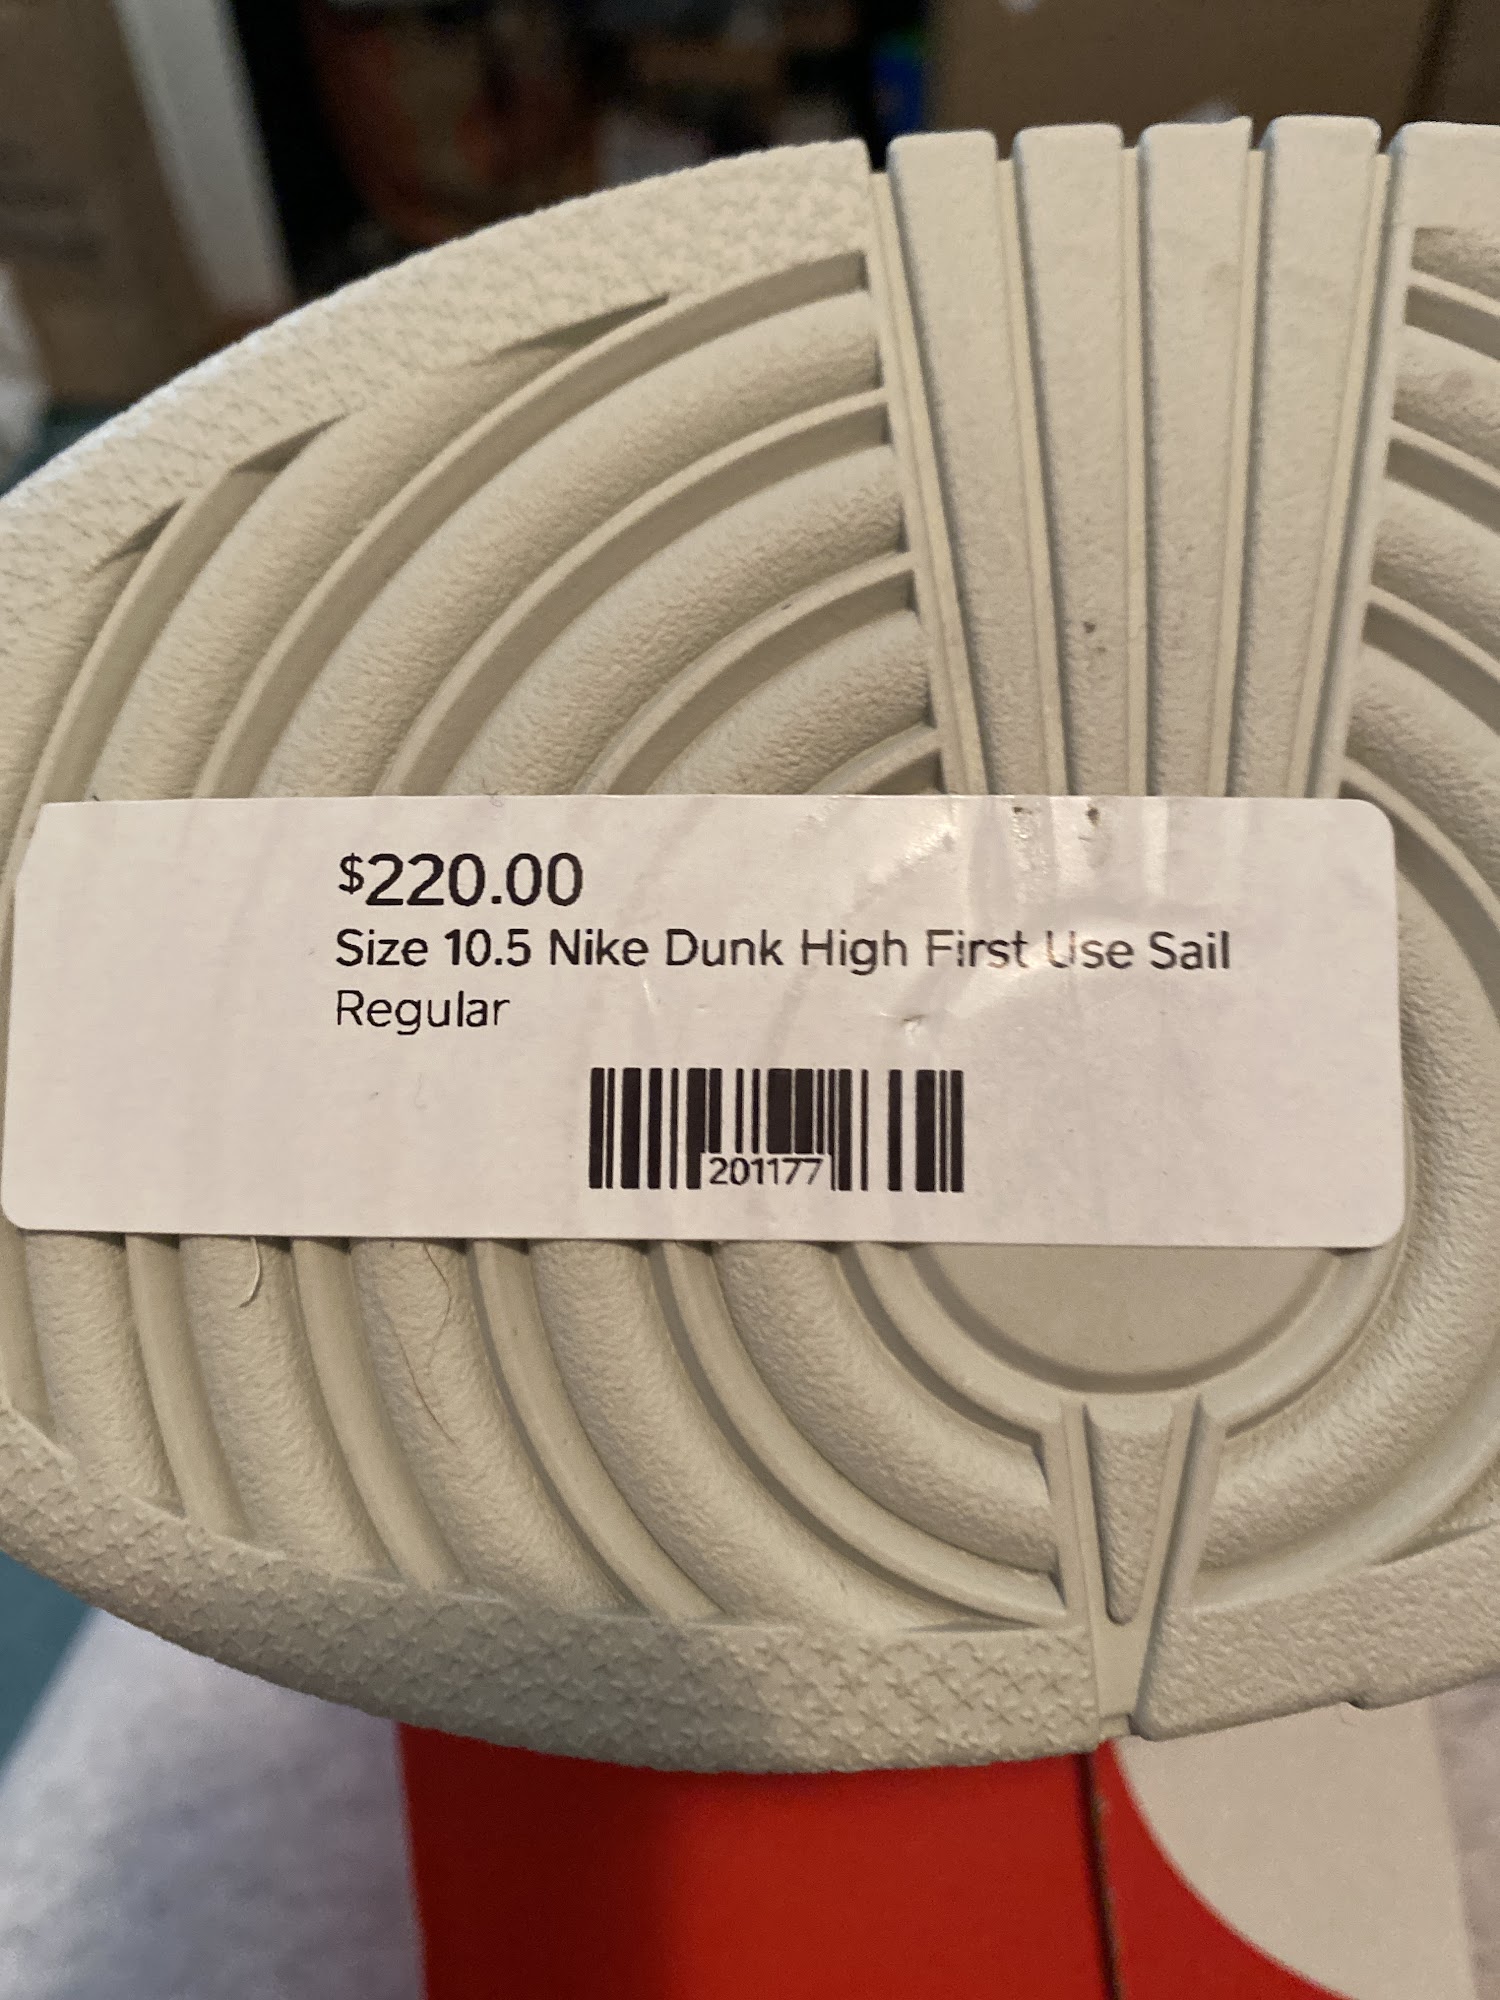 $220.00
Size 10.5 Nike Dunk High First Use Sail
Regular
201177